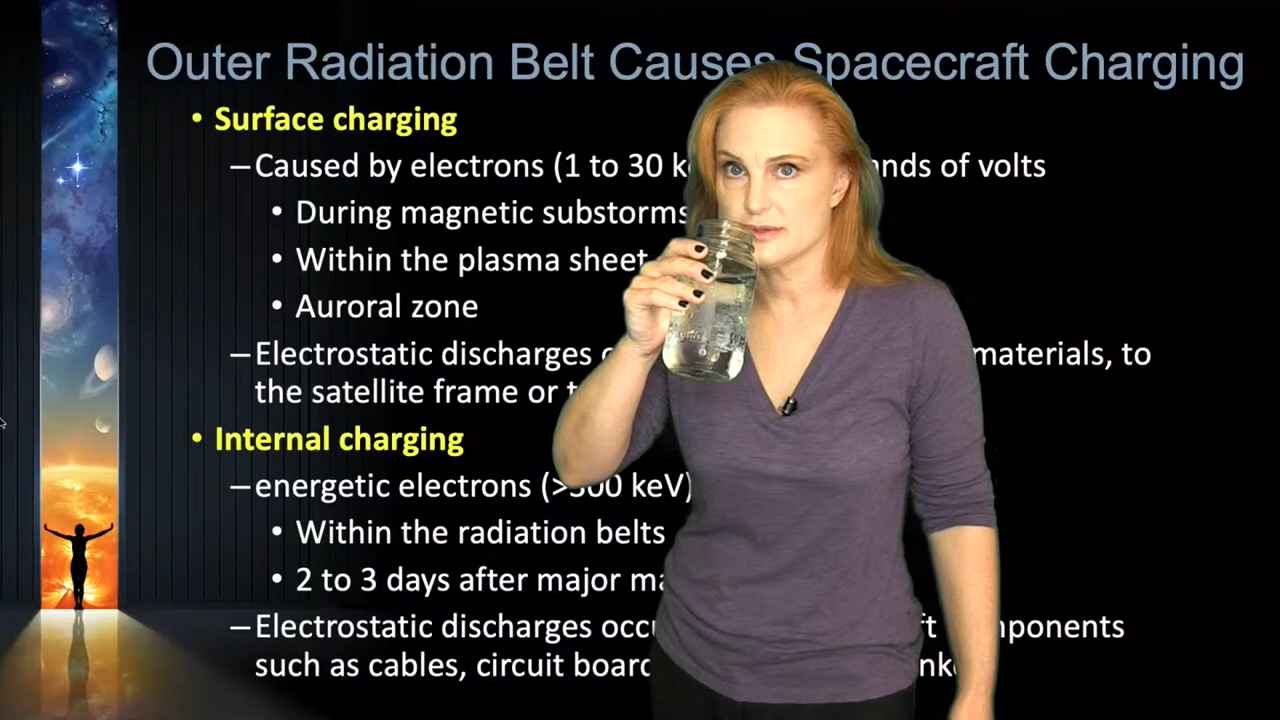 Outer Radiation Belt Causes Spacecraft Charging
• Surface charging
–Caused by electrons (1 to 30 of volts
• During magnetic substorms
• Within the plasma sheet
• Auroral zone
–Electrostatic discharges materials, to
the satellite frame or
• Internal charging
–energetic electrons (>300 keV)
• Within the radiation belts
• 2 to 3 days after major
–Electrostatic discharges
such as cables, circuit